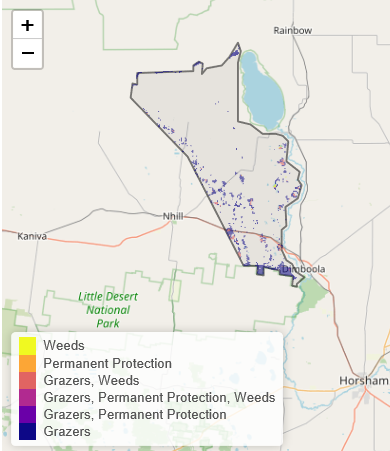 +
−
Rainbow
Nhill
Kaniva
Dimboola
Little Desert
National
Park
Horsham
Weeds
Permanent Protection
Grazers, Weeds
Grazers, Permanent Protection, Weeds
Grazers, Permanent Protection
Grazers